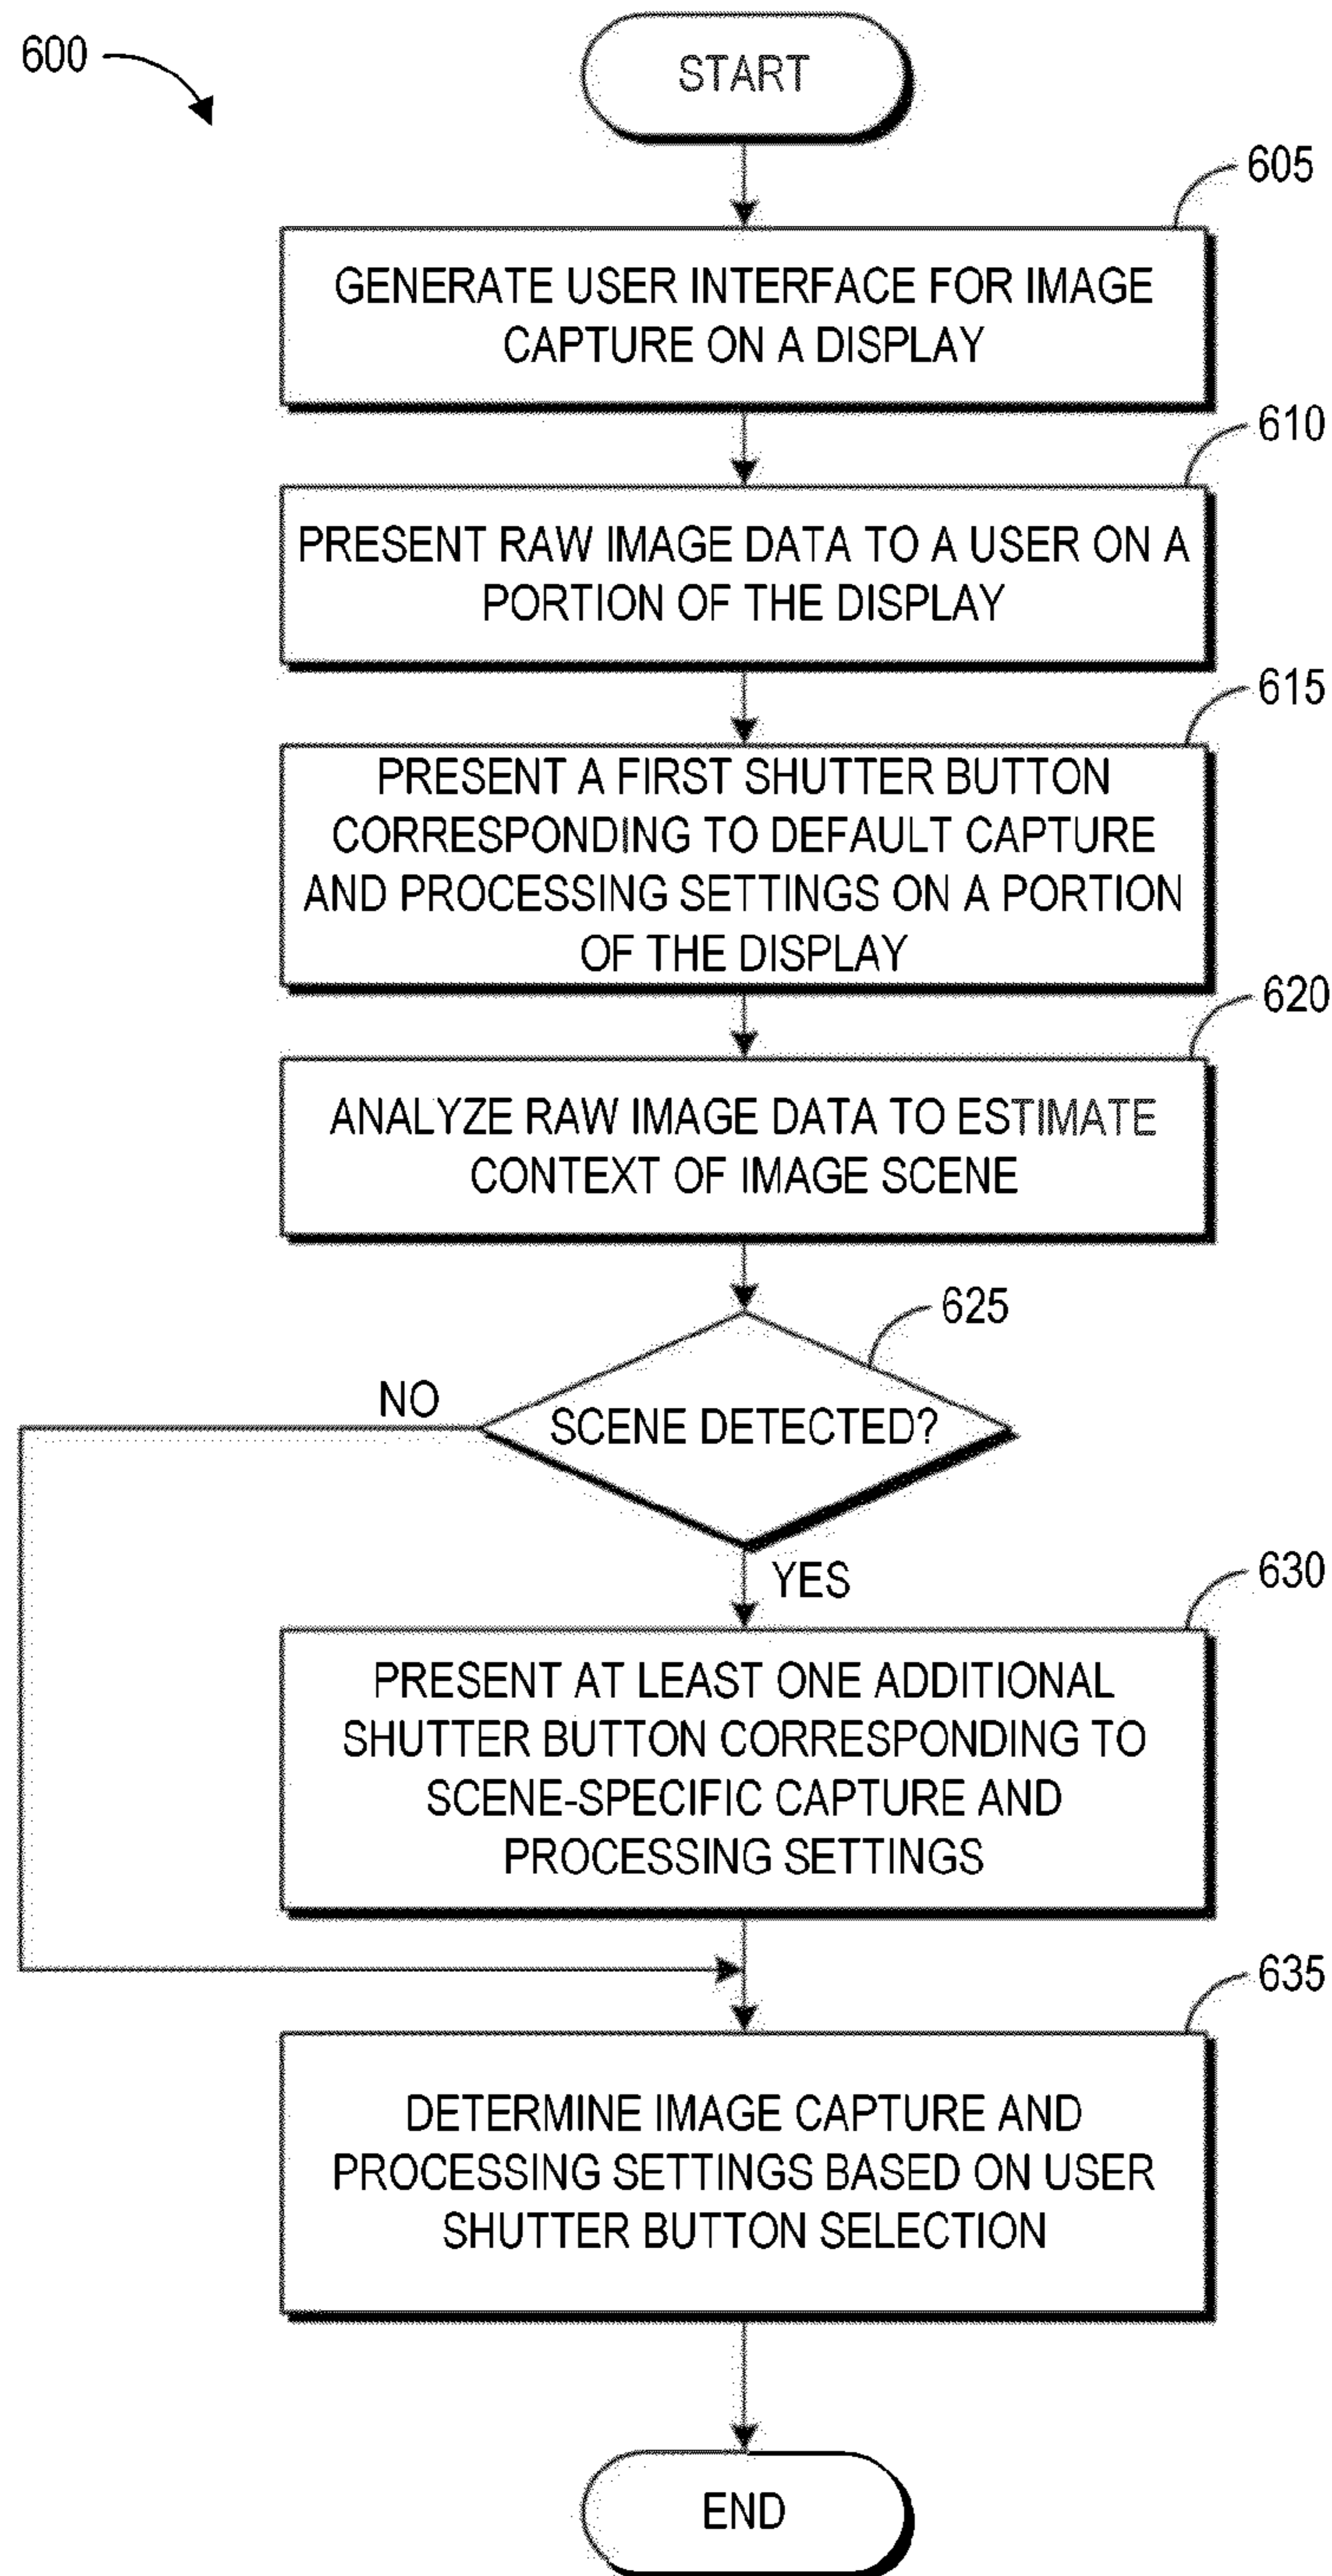 600
START
605
GENERATE USER INTERFACE FOR IMAGE
CAPTURE ON A DISPLAY
610
PRESENT RAW IMAGE DATA TO A USER ON A
PORTION OF THE DISPLAY
615
PRESENT A FIRST SHUTTER BUTTON
CORRESPONDING TO DEFAULT CAPTURE
AND PROCESSING SETTINGS ON A PORTION
OF THE DISPLAY
620
ANALYZE RAW IMAGE DATA TO ESTIMATE
CONTEXT OF IMAGE SCENE
625
NO
SCENE DETECTED?
YES
630
PRESENT AT LEAST ONE ADDITIONAL
SHUTTER BUTTON CORRESPONDING TO
SCENE-SPECIFIC CAPTURE AND
PROCESSING SETTINGS
635
DETERMINE IMAGE CAPTURE AND
PROCESSING SETTINGS BASED ON USER
SHUTTER BUTTON SELECTION
END